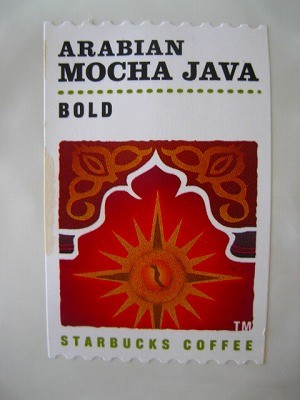 ARABIAN
MOCHA JAVA
BOLD
TM
STARBUCKS COFFEE